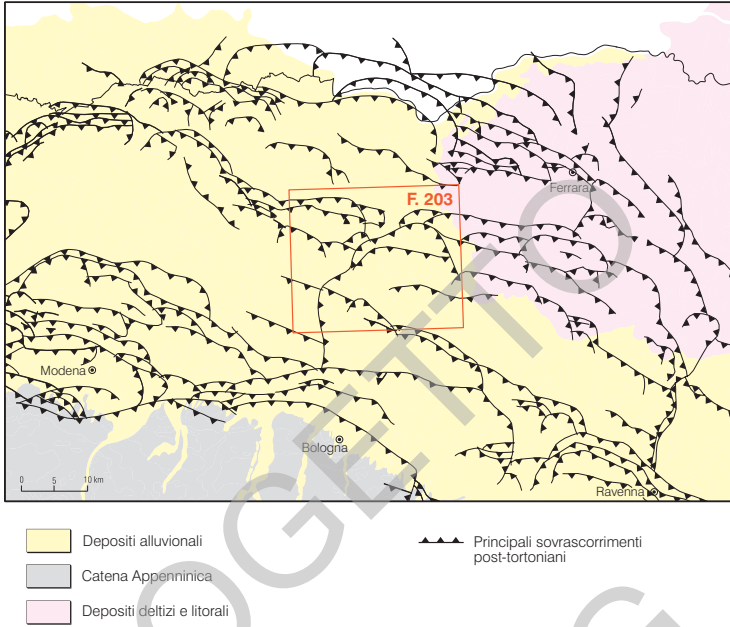 F. 203
Ferrara
Modena
Bologna
0 5 10 km
Ravenna
Depositi alluvionali
Principali sovrascorrimenti
post-tortoniani
Catena Appenninica
Depositi deltizi e litorali
OGETTO
G